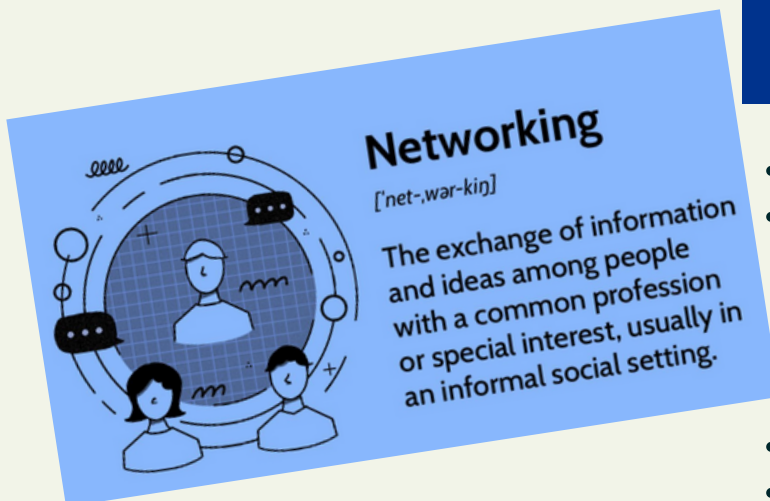 Networking
['net-ˌwər-kiŋ]
The exchange of information
and ideas among people
with a common profession
or special interest, usually in
an informal social setting.